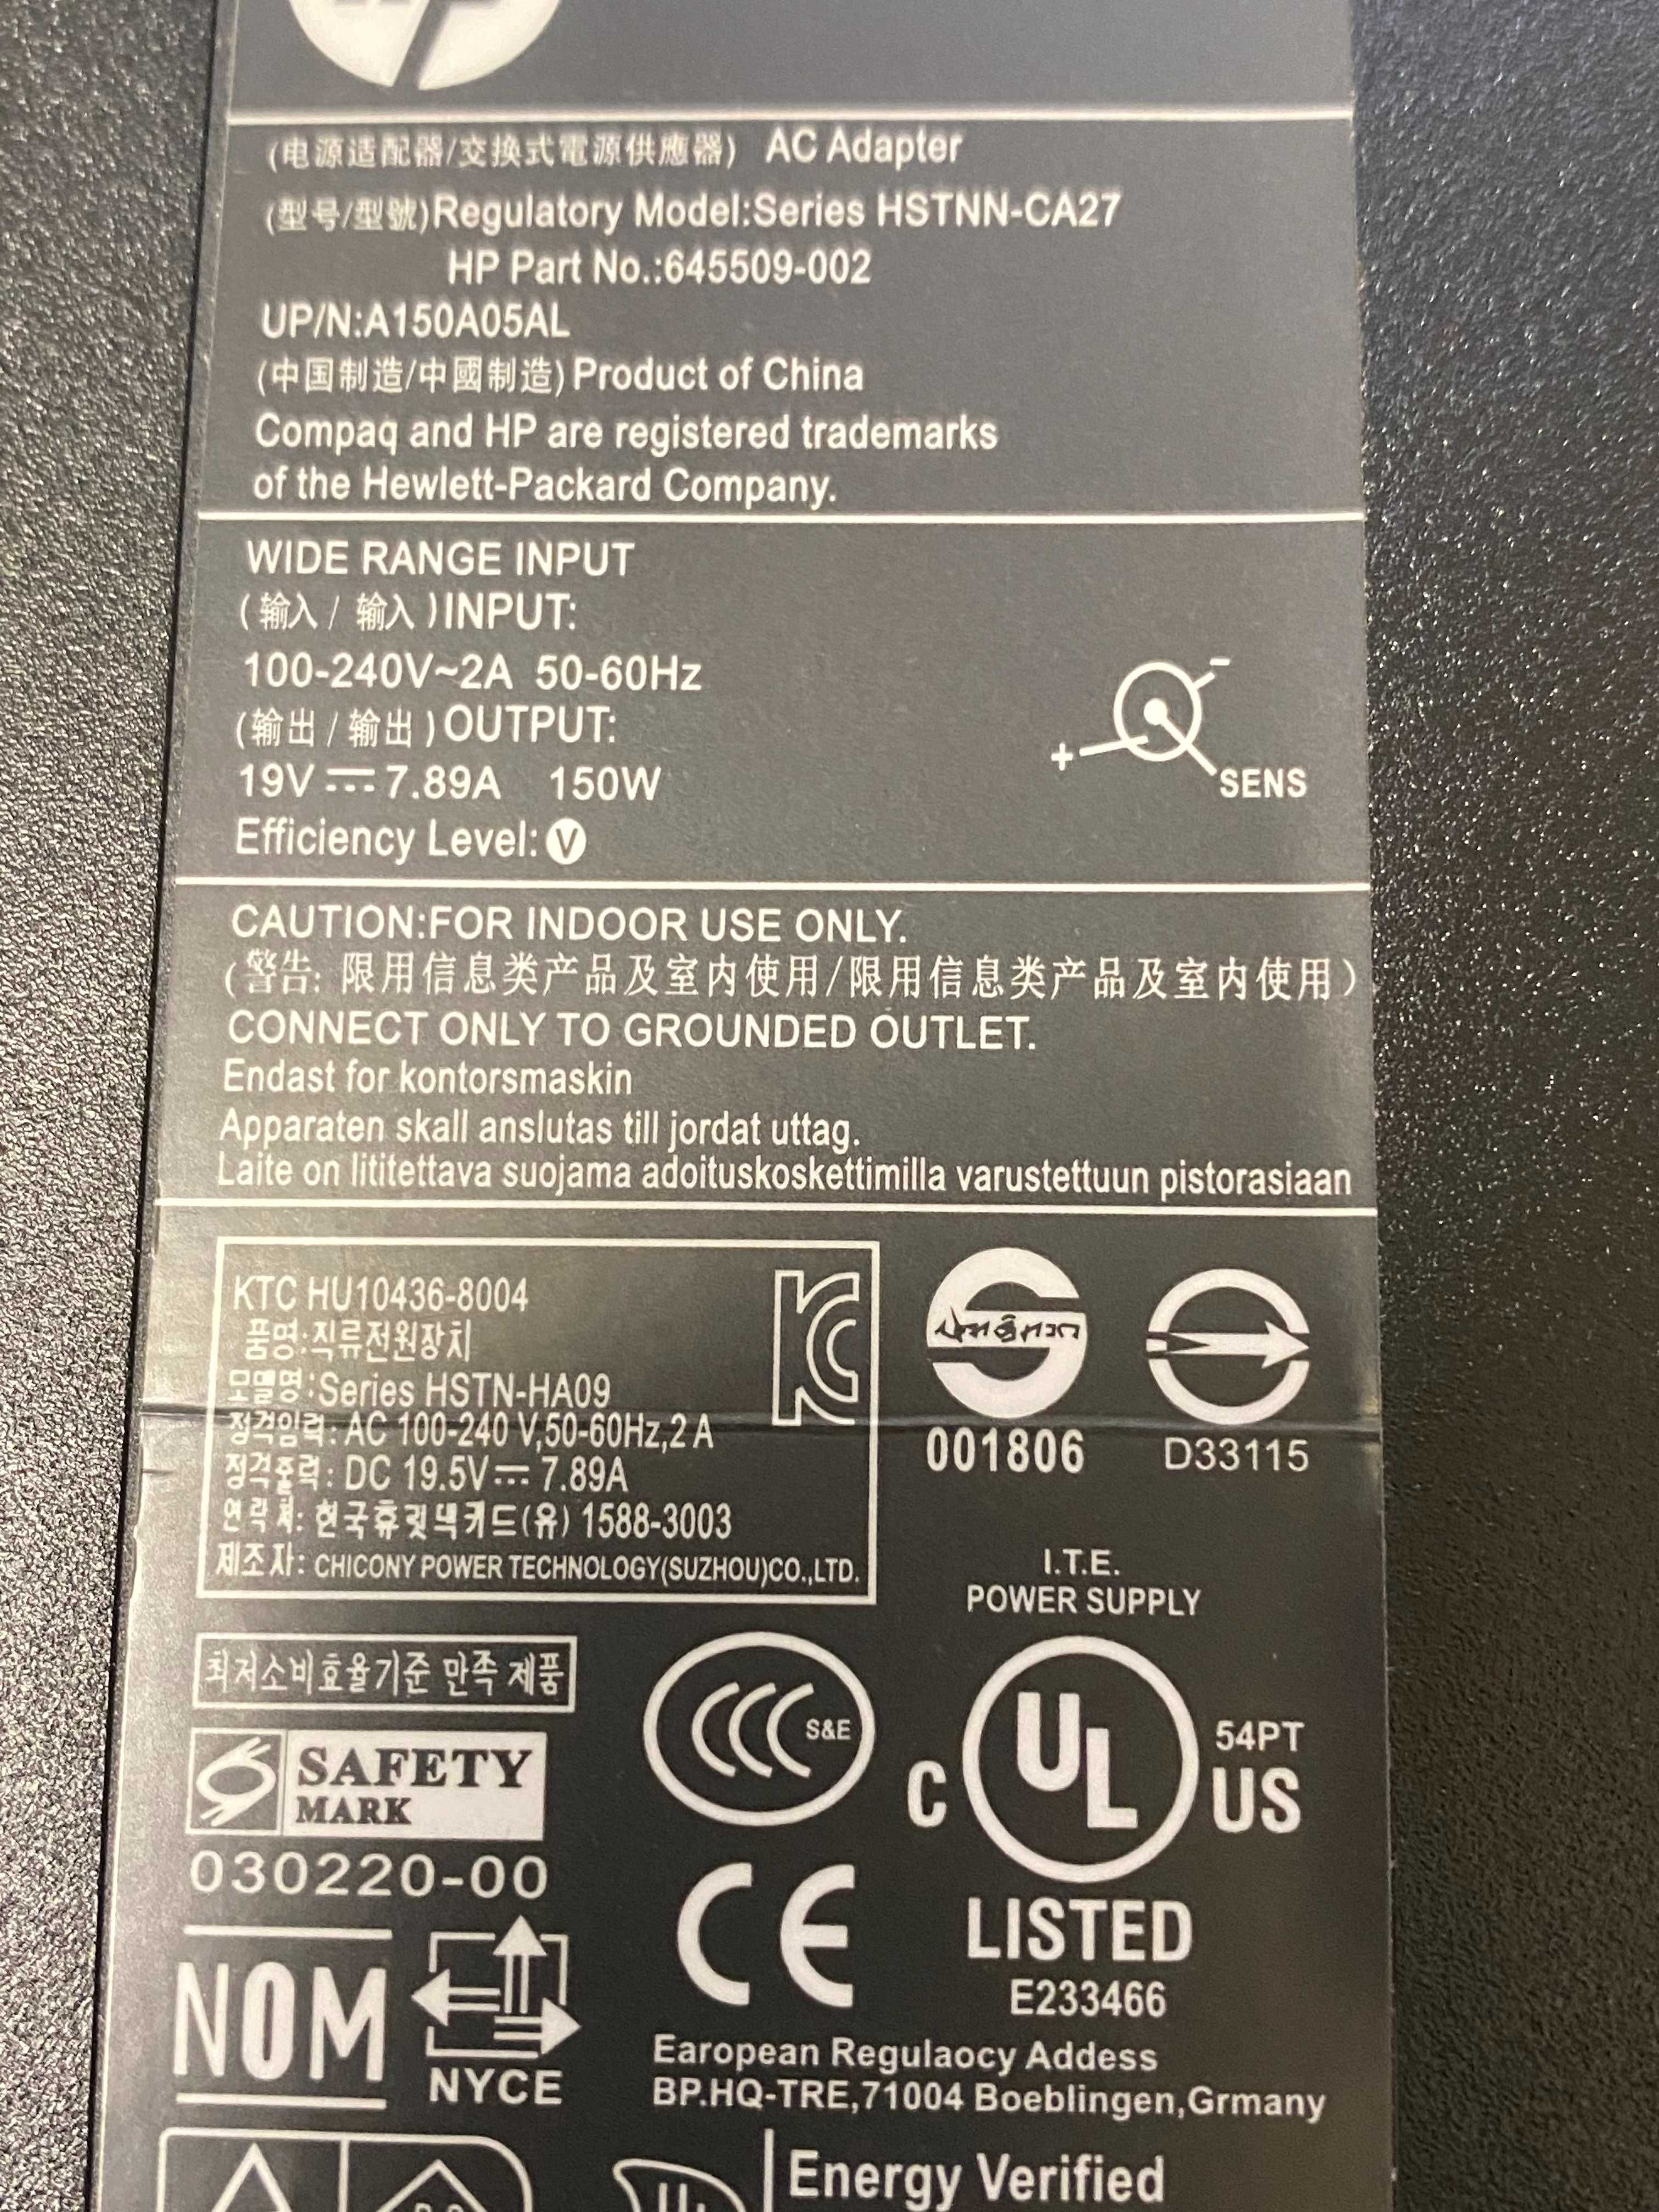 (电源适配器/交换式電源供應器) AC Adapter
(型号/型號)Regulatory Model:Series HSTNN-CA27
HP Part No.:645509-002
UP/N:A150A05AL
(中国制造/中國制造)Product of China
Compaq and HP are registered trademarks
of the Hewlett-Packard Company.
WIDE RANGE INPUT
(输入 / 输入)INPUT:
100-240V~2A 50-60Hz
(输出 / 输出)OUTPUT:
19V⎓7.89A 150W
Efficiency Level:V
- + SENS
CAUTION:FOR INDOOR USE ONLY.
(警告: 限用信息类产品及室内使用/限用信息类产品及室内使用)
CONNECT ONLY TO GROUNDED OUTLET.
Endast for kontorsmaskin
Apparaten skall anslutas till jordat uttag.
Laite on lititettava suojama adoituskoskettimilla varustettuun pistorasiaan
KTC HU10436-8004
품명:직류전원장치
모델명:Series HSTN-HA09
정격입력: AC 100-240 V,50-60Hz,2 A
정격출력: DC 19.5V⎓ 7.89A
연락처: 현국휴렛팩키드(유) 1588-3003
제조자: CHICONY POWER TECHNOLOGY(SUZHOU)CO.,LTD.
001806
D33115
I.T.E.
POWER SUPPLY
최저소비효율기준 만족 제품
S&E
C UL US
54PT
LISTED
E233466
SAFETY
MARK
030220-00
CE
NOM
NYCE
Earopean Regulaocy Addess
BP.HQ-TRE,71004 Boeblingen,Grmany
Energy Verified